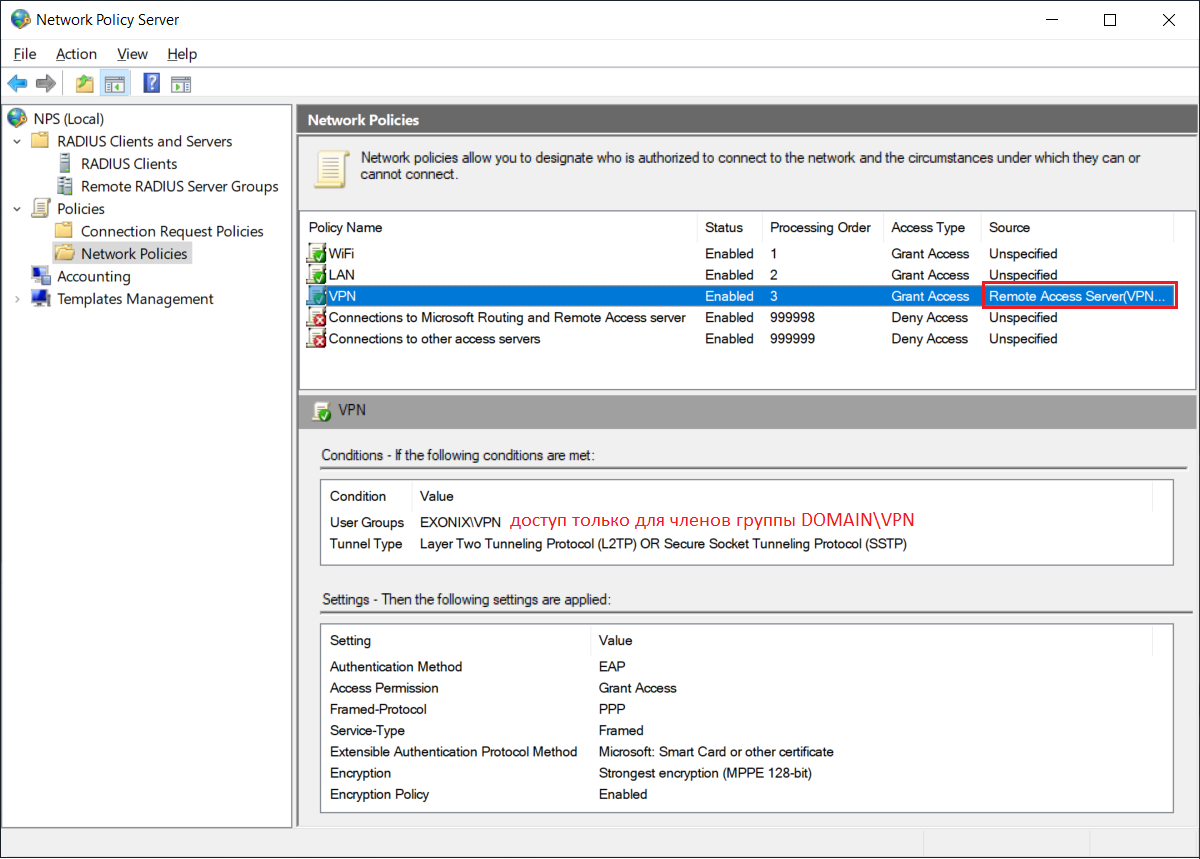 Network Policy Server
File Action View Help
NPS (Local)
RADIUS Clients and Servers
RADIUS Clients
Remote RADIUS Server Groups
Policies
Connection Request Policies
Network Policies
Accounting
Templates Management
Network Policies
Network policies allow you to designate who is authorized to connect to the network and the circumstances under which they can or
cannot connect.
Policy Name Status Processing Order Access Type Source
WiFi Enabled 1 Grant Access Unspecified
LAN Enabled 2 Grant Access Unspecified
VPN Enabled 3 Grant Access Remote Access Server(VPN...
Connections to Microsoft Routing and Remote Access server Enabled 999998 Deny Access Unspecified
Connections to other access servers Enabled 999999 Deny Access Unspecified
VPN
Conditions - If the following conditions are met:
Condition Value
User Groups EXONIX\VPN доступ только для членов группы DOMAIN\VPN
Tunnel Type Layer Two Tunneling Protocol (L2TP) OR Secure Socket Tunneling Protocol (SSTP)
Settings - Then the following settings are applied:
Setting Value
Authentication Method EAP
Access Permission Grant Access
Framed-Protocol PPP
Service-Type Framed
Extensible Authentication Protocol Method Microsoft: Smart Card or other certificate
Encryption Strongest encryption (MPPE 128-bit)
Encryption Policy Enabled